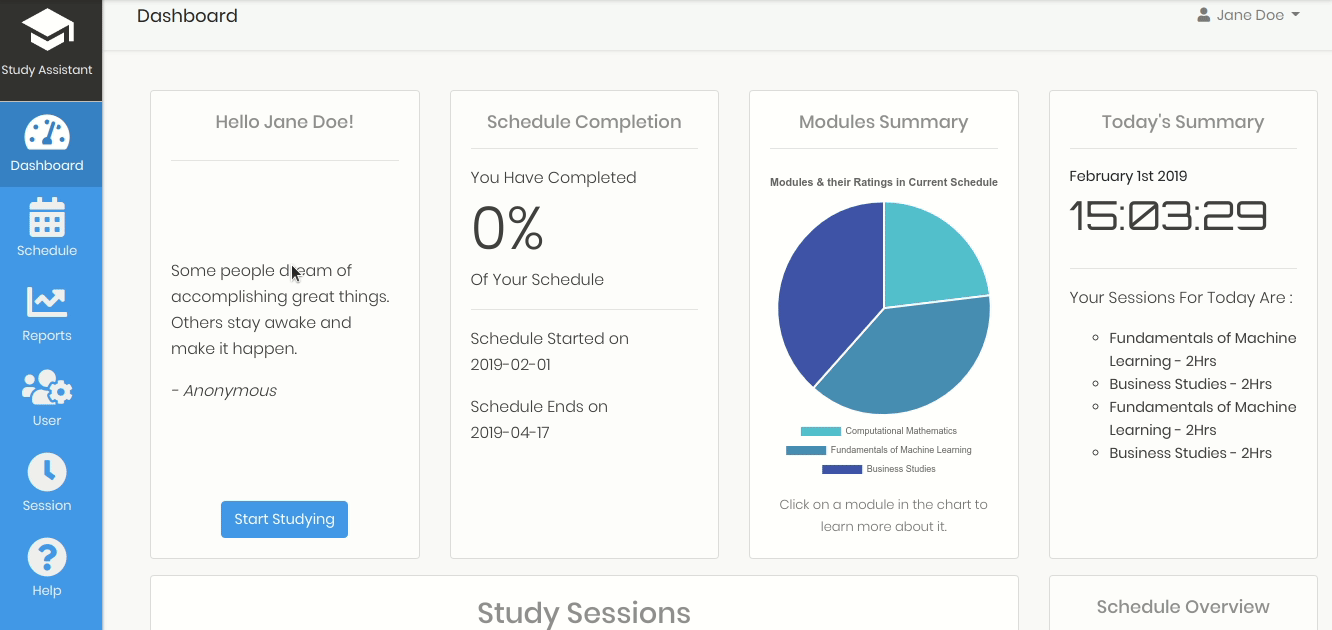 Study Assistant
Dashboard
Schedule
Reports
User
Session
Help
Dashboard
Jane Doe
Hello Jane Doe!
Some people dream of
accomplishing great things.
Others stay awake and
make it happen.
- Anonymous
Start Studying
Schedule Completion
You Have Completed
0%
Of Your Schedule
Schedule Started on
2019-02-01
Schedule Ends on
2019-04-17
Modules Summary
Modules & their Ratings in Current Schedule
Computational Mathematics
Fundamentals of Machine Learning
Business Studies
Click on a module in the chart to
learn more about it.
Today's Summary
February 1st 2019
15:03:29
Your Sessions For Today Are :
Fundamentals of Machine
Learning - 2Hrs
Business Studies - 2Hrs
Fundamentals of Machine
Learning - 2Hrs
Business Studies - 2Hrs
Study Sessions
Schedule Overview